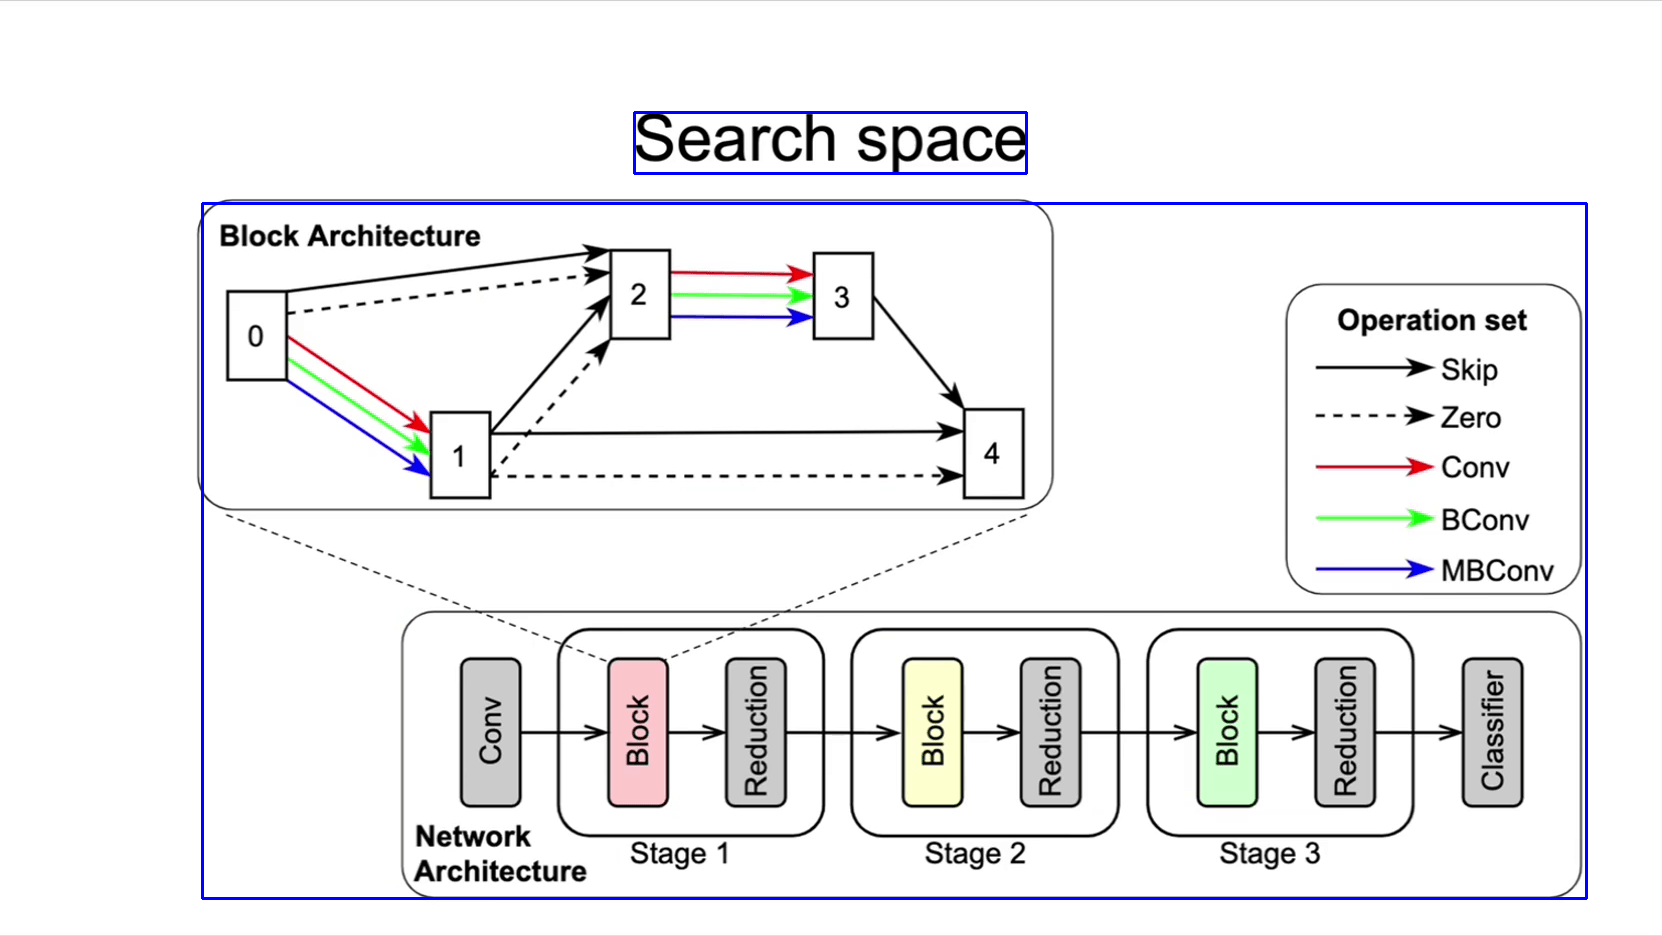 Search space
Block Architecture
0
1
2
3
4
Operation set
Skip
Zero
Conv
BConv
MBConv
Conv
Block
Reduction
Block
Reduction
Block
Reduction
Classifier
Stage 1
Stage 2
Stage 3
Network
Architecture